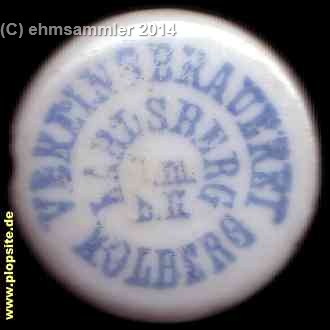 (C) ehmsammler 2014
VEREINSBRAUEREI
KARLSBERG
G.m.
b.H
KOLBERG
www.plopsite.de